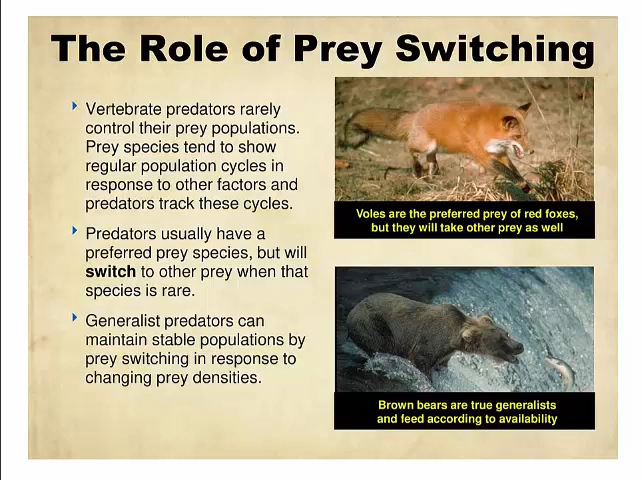 The Role of Prey Switching
Vertebrate predators rarely
control their prey populations.
Prey species tend to show
regular population cycles in
response to other factors and
predators track these cycles.
Predators usually have a
preferred prey species, but will
switch to other prey when that
species is rare.
Generalist predators can
maintain stable populations by
prey switching in response to
changing prey densities.
Voles are the preferred prey of red foxes,
but they will take other prey as well
Brown bears are true generalists
and feed according to availability